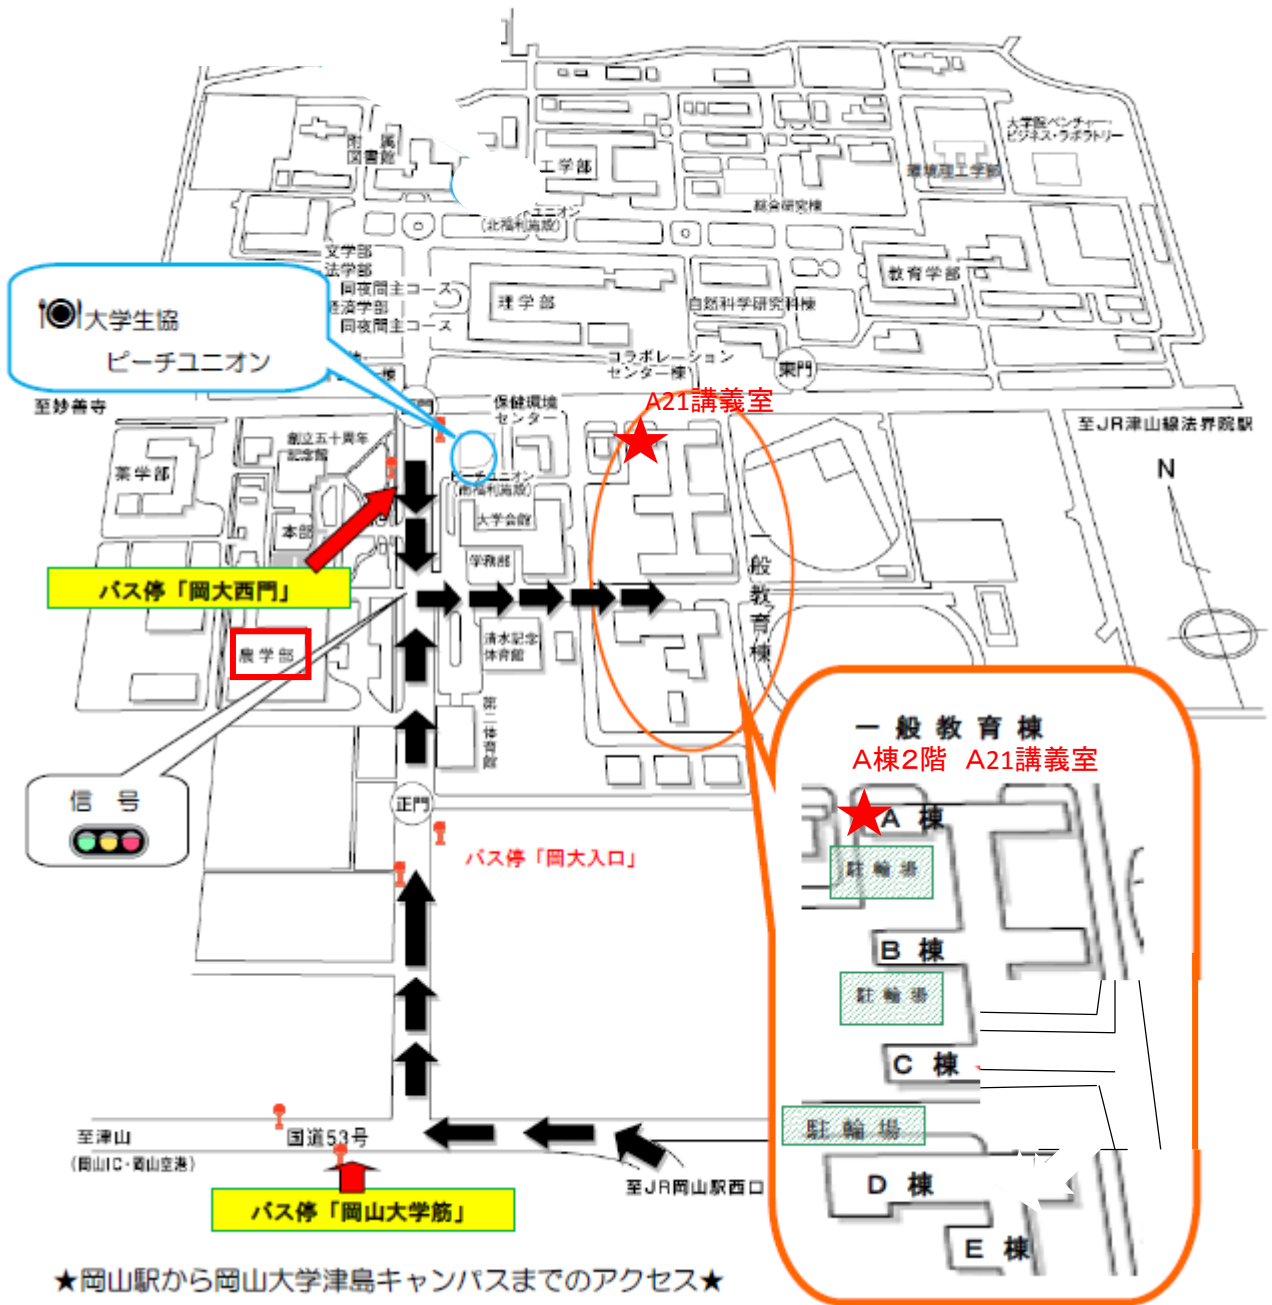 大学院ベンチャー・
ビジネス・ラボラトリー
附属
図書館
工学部
環境理工学部
総合研究棟
ユニオン
(北福利施設)
文学部
法学部
同夜間主コース
経済学部
同夜間主コース
理学部
自然科学研究科棟
教育学部
大学生協
ピーチユニオン
コラボレーション
センター棟
東門
棟
至妙善寺
保健環境
センター
A21講義室
至JR津山線法界院駅
創立五十周年
記念館
薬学部
N
ピーチユニオン
(南福利施設)
大学会館
本部
学務部
一般教育棟
バス停「岡大西門」
農学部
清水記念
体育館
第二体育館
信号
正門
バス停「岡大入口」
一般教育棟
A棟2階 A21講義室
A棟
駐輪場
B棟
駐輪場
C棟
駐輪場
D棟
E棟
至津山
(岡山IC・岡山空港)
国道53号
至JR岡山駅西口
バス停「岡山大学筋」
★岡山駅から岡山大学津島キャンパスまでのアクセス★